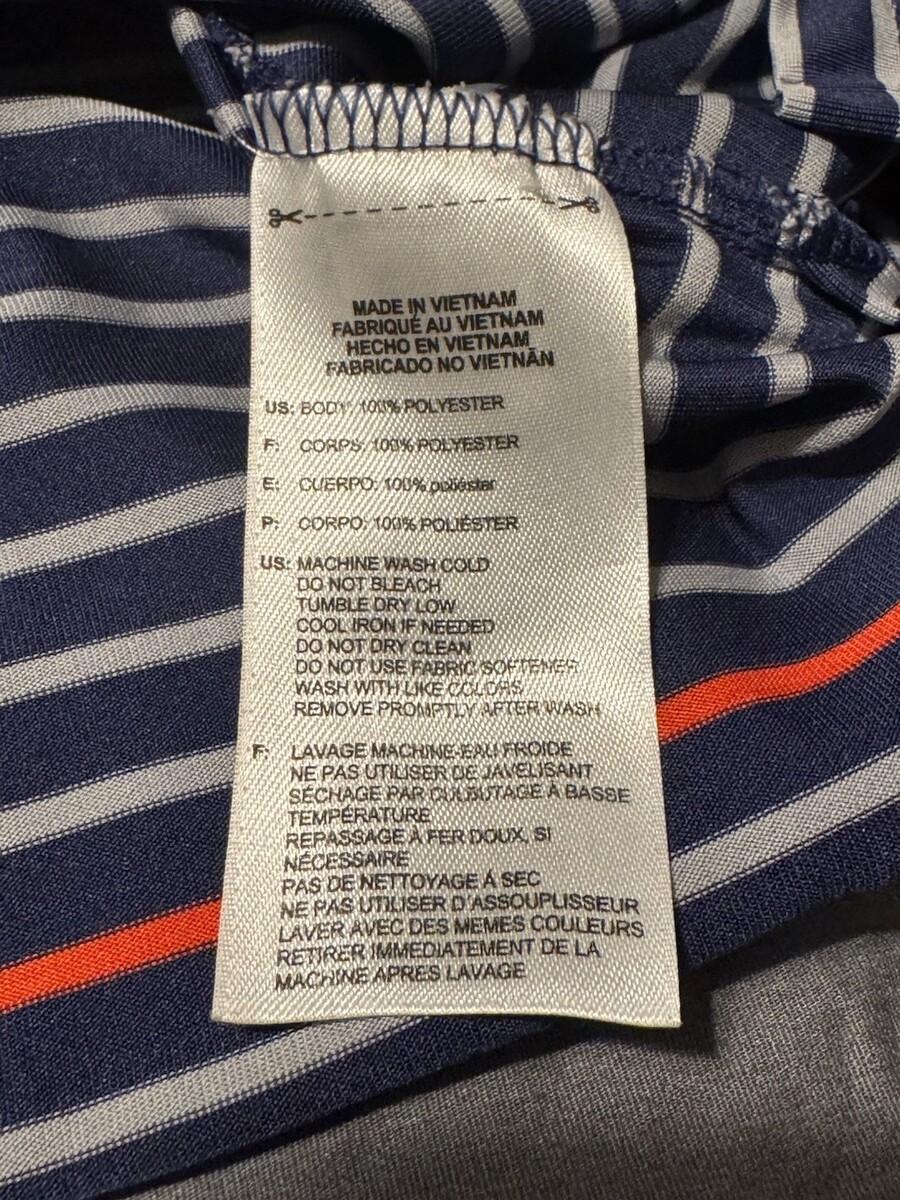 MADE IN VIETNAM
FABRIQUÉ AU VIETNAM
HECHO EN VIETNAM
FABRICADO NO VIETNÃN
US: BODY: 100% POLYESTER
F: CORPS: 100% POLYESTER
E: CUERPO: 100% poliéster
P: CORPO: 100% POLIÉSTER
US: MACHINE WASH COLD
DO NOT BLEACH
TUMBLE DRY LOW
COOL IRON IF NEEDED
DO NOT DRY CLEAN
DO NOT USE FABRIC SOFTENER
WASH WITH LIKE COLORS
REMOVE PROMPTLY AFTER WASH
F: LAVAGE MACHINE-EAU FROIDE
NE PAS UTILISER DE JAVELISANT
SÉCHAGE PAR CULBUTAGE À BASSE
TEMPÉRATURE
REPASSAGE À FER DOUX, SI
NÉCESSAIRE
PAS DE NETTOYAGE À SEC
NE PAS UTILISER D'ASSOUPLISSEUR
LAVER AVEC DES MEMES COULEURS
RETIRER IMMEDIATEMENT DE LA
MACHINE APRES LAVAGE